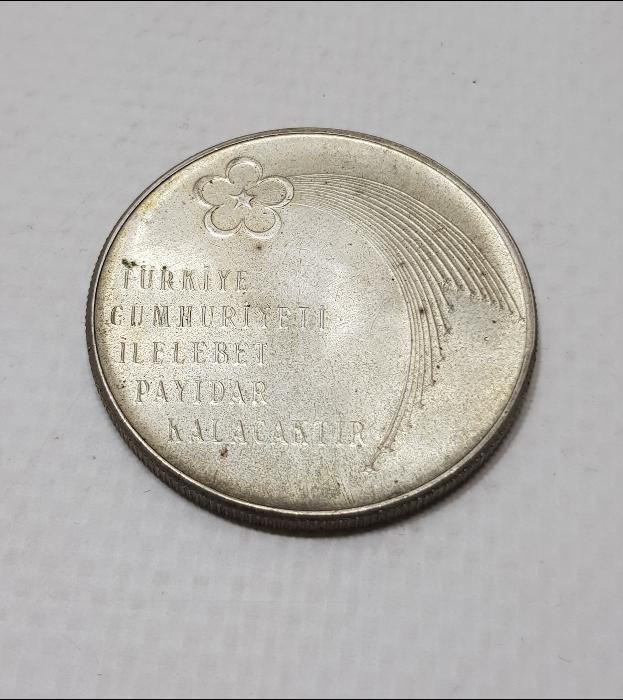 TÜRKİYE
CUMHURİYETİ
İLELEBET
PAYİDAR
KALACAKTIR